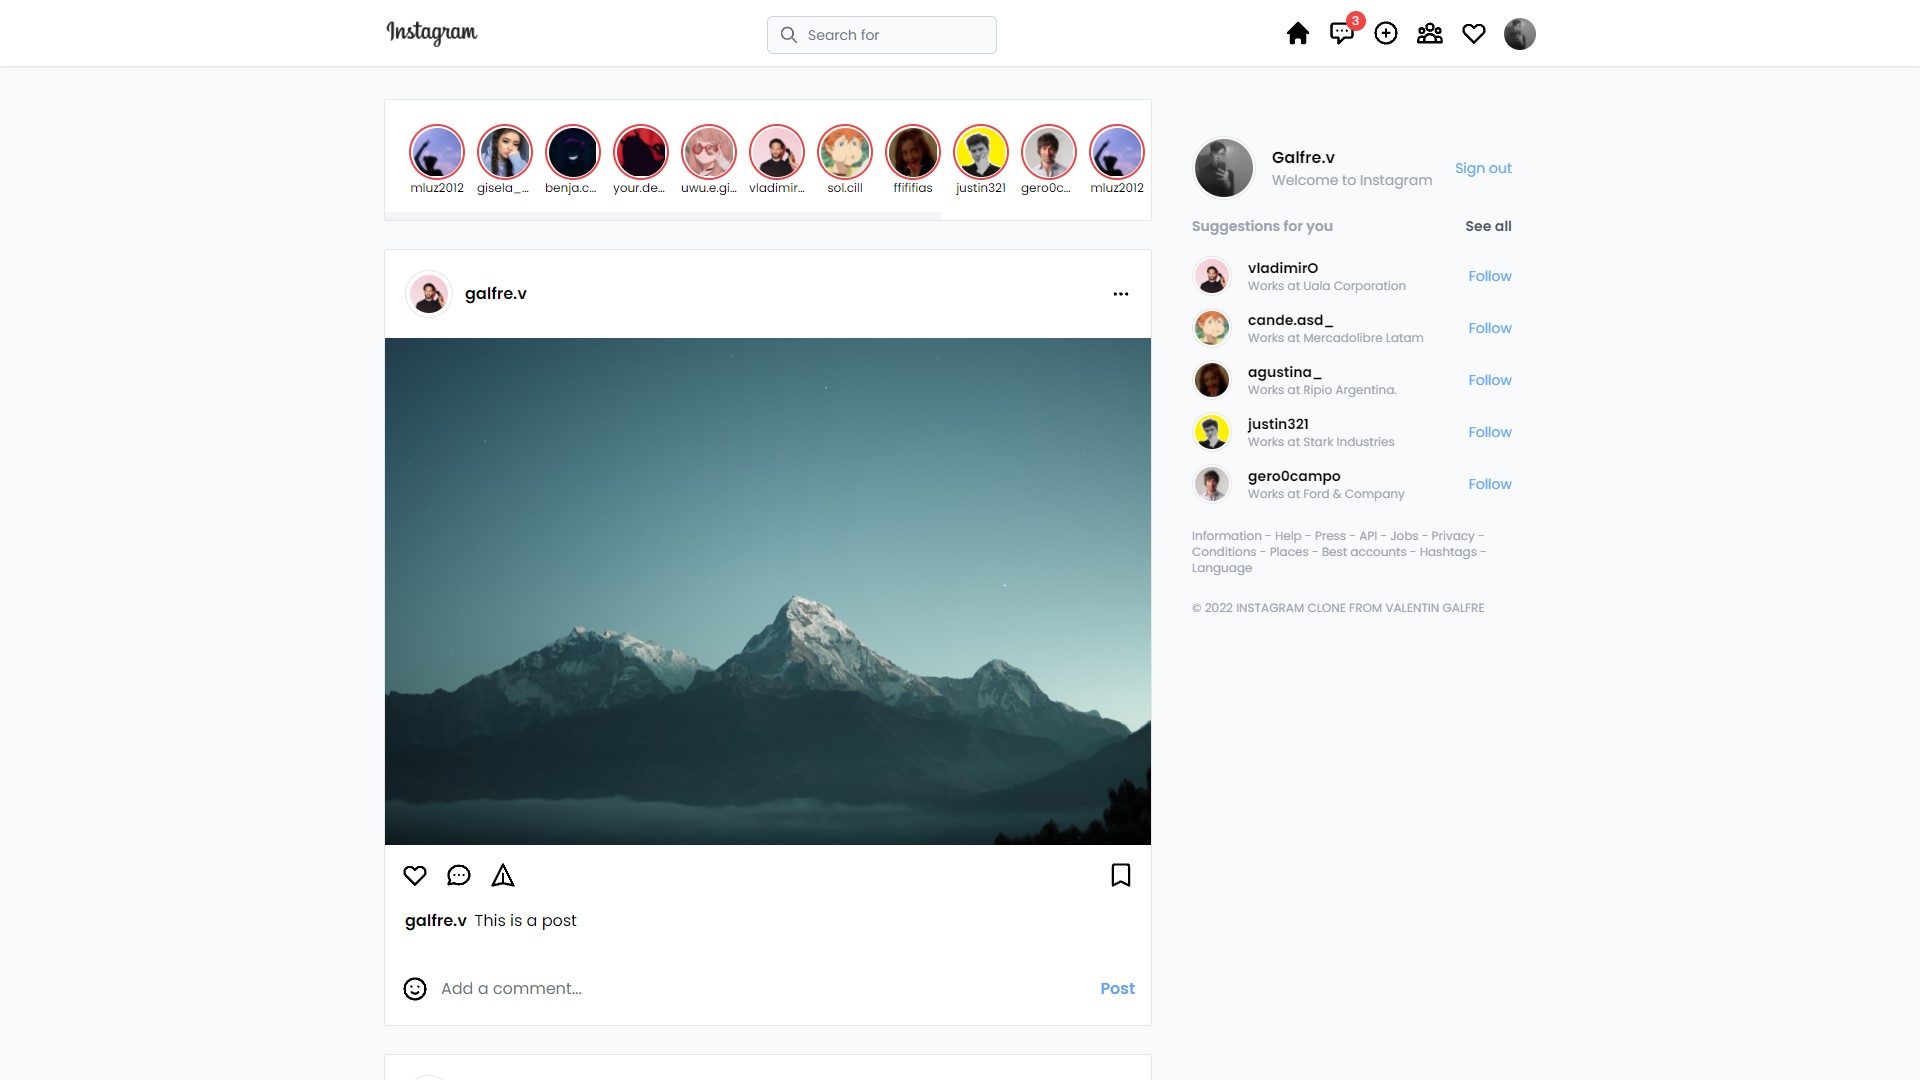 Instagram
Search for
3
mluz2012
gisela_...
benja.c...
your.de...
uwu.e.gi...
vladimir...
sol.cill
ffififias
justin321
gero0c...
mluz2012
Galfre.v
Welcome to Instagram
Sign out
Suggestions for you
See all
vladimirO
Works at Uala Corporation
Follow
cande.asd_
Works at Mercadolibre Latam
Follow
agustina_
Works at Ripio Argentina.
Follow
justin321
Works at Stark Industries
Follow
gero0campo
Works at Ford & Company
Follow
Information - Help - Press - API - Jobs - Privacy -
Conditions - Places - Best accounts - Hashtags -
Language
© 2022 INSTAGRAM CLONE FROM VALENTIN GALFRE
galfre.v
galfre.v This is a post
Add a comment...
Post